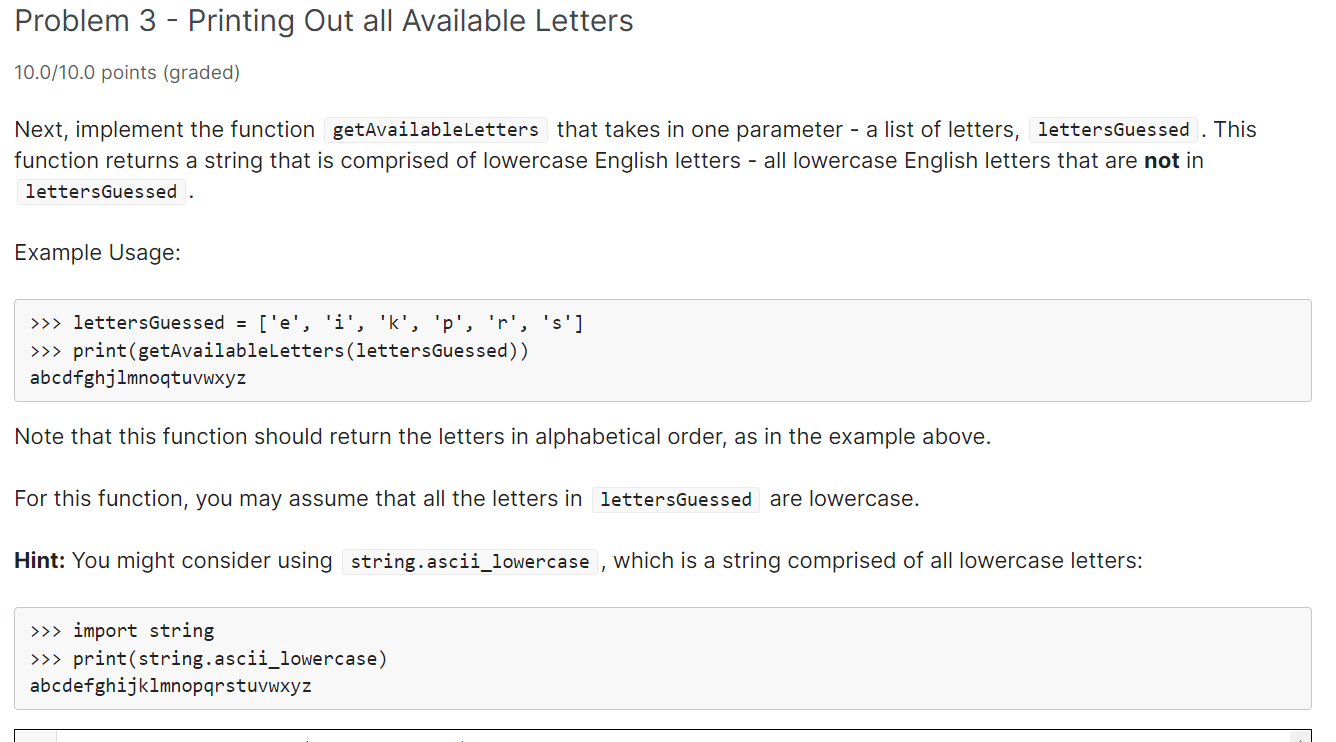 Problem 3 - Printing Out all Available Letters
10.0/10.0 points (graded)
Next, implement the function getAvailableLetters that takes in one parameter - a list of letters, lettersGuessed . This
function returns a string that is comprised of lowercase English letters - all lowercase English letters that are not in
lettersGuessed .
Example Usage:
>>> lettersGuessed = ['e', 'i', 'k', 'p', 'r', 's']
>>> print(getAvailableLetters(lettersGuessed))
abcdfghjlmnoqtuvwxyz
Note that this function should return the letters in alphabetical order, as in the example above.
For this function, you may assume that all the letters in lettersGuessed are lowercase.
Hint: You might consider using string.ascii_lowercase , which is a string comprised of all lowercase letters:
>>> import string
>>> print(string.ascii_lowercase)
abcdefghijklmnopqrstuvwxyz